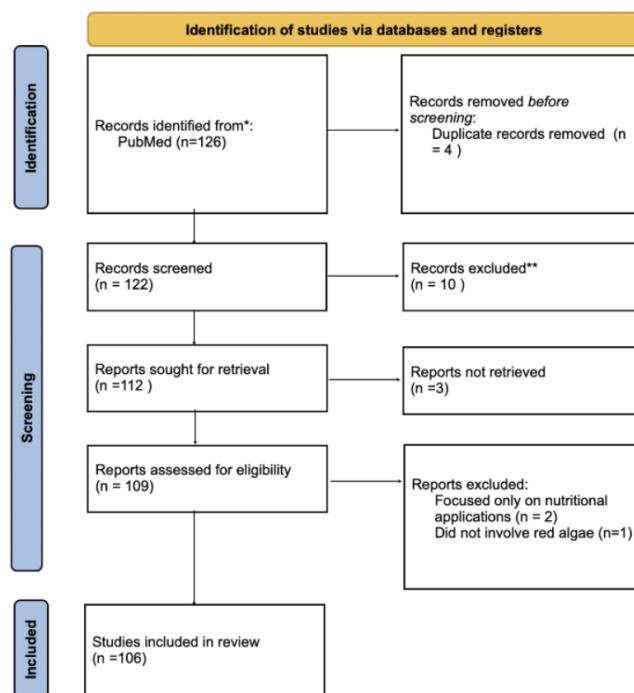 Identification of studies via databases and registers
Identification
Records identified from*:
PubMed (n=126)
Records removed before
screening:
Duplicate records removed (n
= 4 )
Screening
Records screened
(n = 122)
Records excluded**
(n = 10 )
Reports sought for retrieval
(n =112 )
Reports not retrieved
(n =3)
Reports assessed for eligibility
(n = 109)
Reports excluded:
Focused only on nutritional
applications (n = 2)
Did not involve red algae (n=1)
Included
Studies included in review
(n =106)